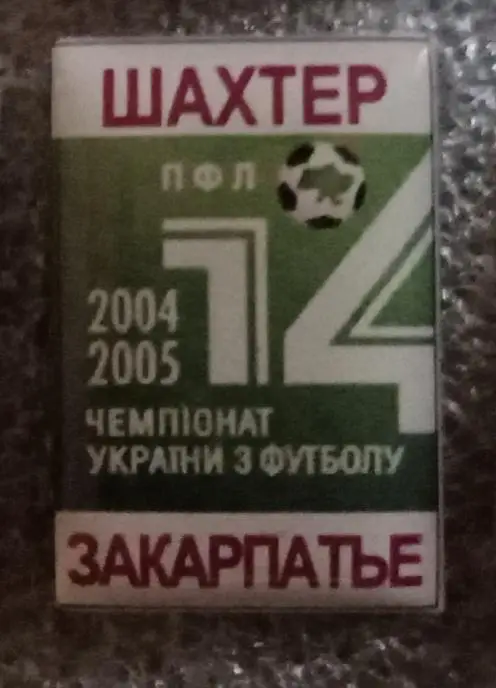 ШАХТЕР
ПФЛ
14
2004
2005
ЧЕМПІОНАТ
УКРАЇНИ З ФУТБОЛУ
ЗАКАРПАТЬЕ